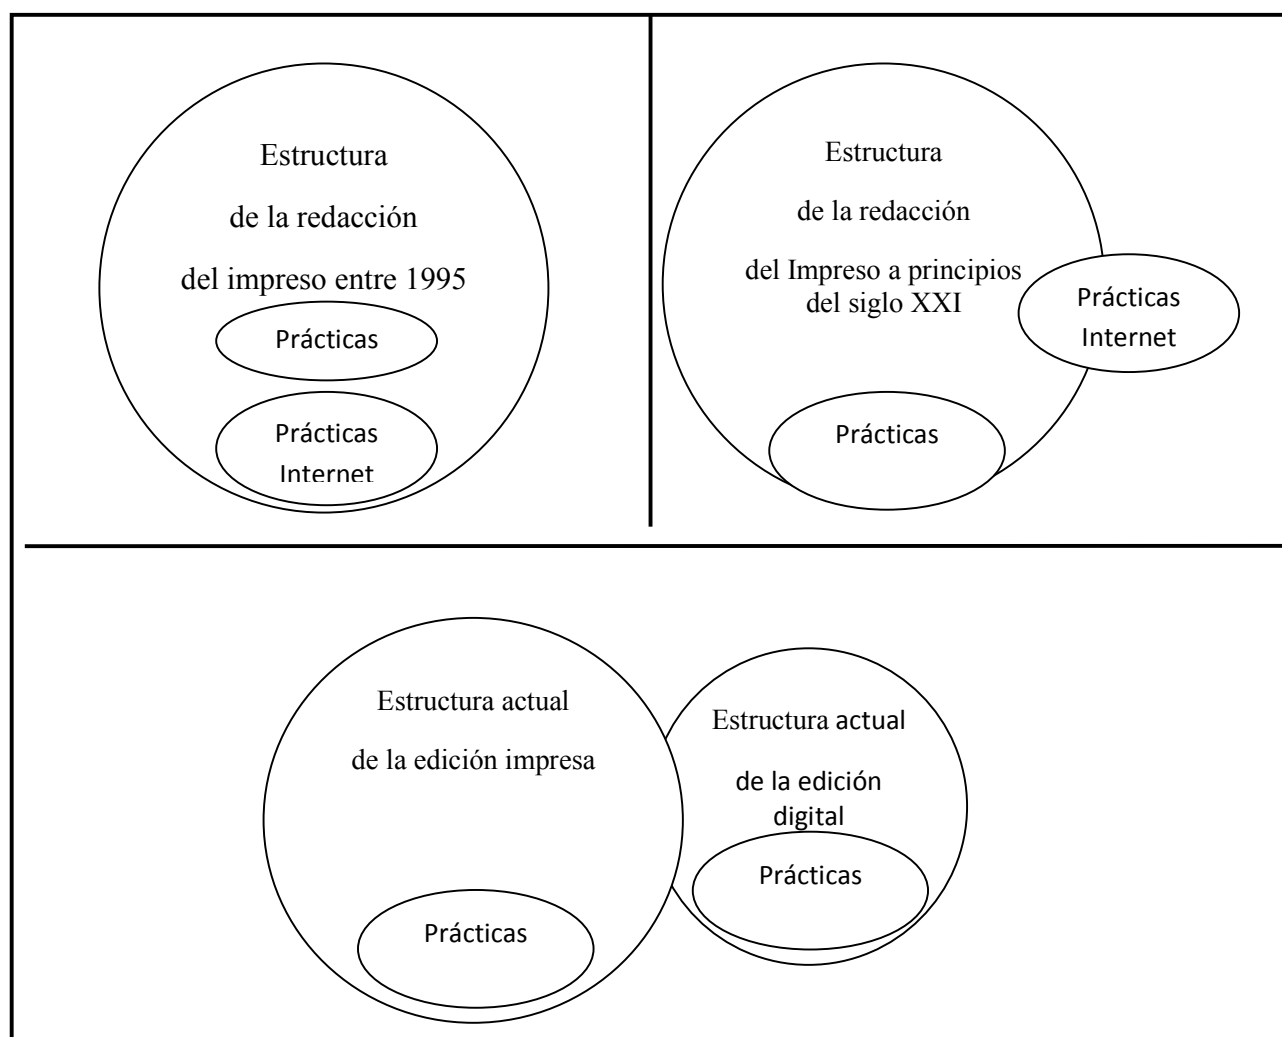 Estructura
de la redacción
del impreso entre 1995
Prácticas
Prácticas
Internet
Estructura
de la redacción
del Impreso a principios
del siglo XXI
Prácticas
Internet
Prácticas
Estructura actual
de la edición impresa
Prácticas
Estructura actual
de la edición
digital
Prácticas